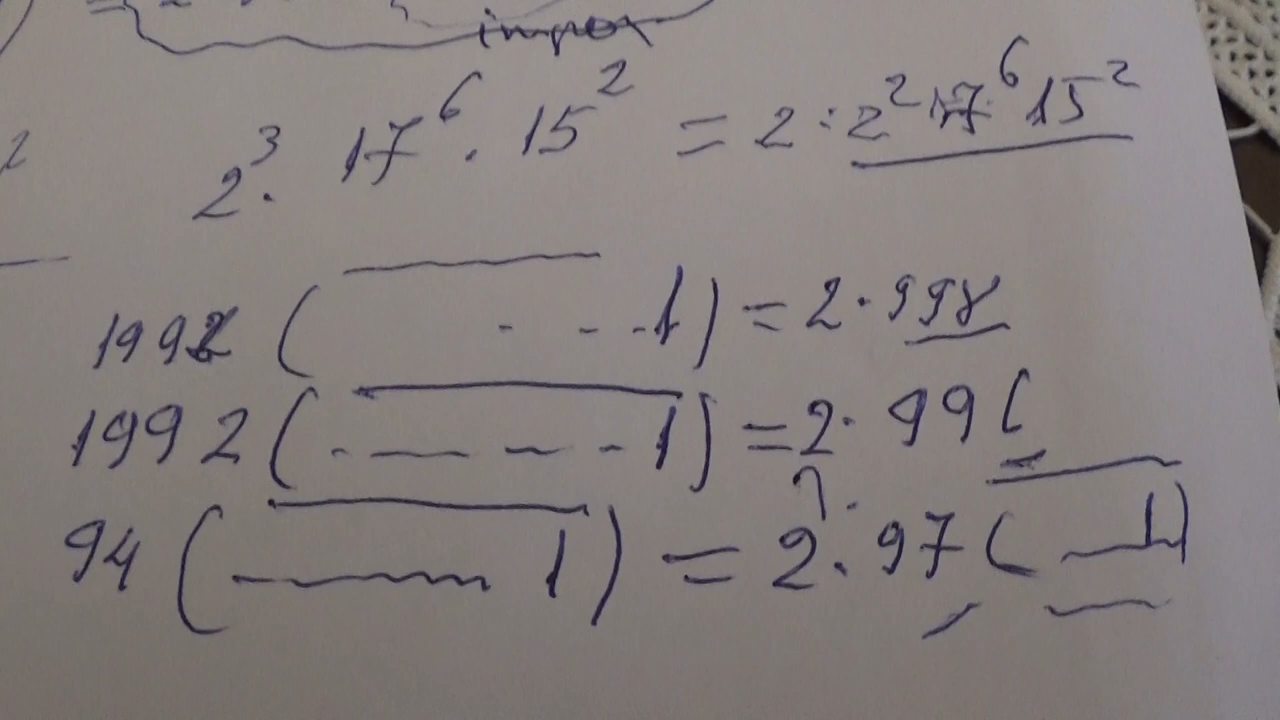 impar
2³ · 17⁶ · 15² = 2 · 2² 17⁶ 15²
1992 ( - - - 1) = 2 · 998
1992 ( - - - - 1) = 2 · 99 (
94 ( 1) = 2 · 97 ( 1)